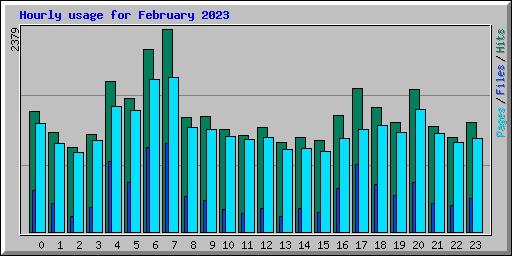 Hourly usage for February 2023
2379
Pages / Files / Hits
0 1 2 3 4 5 6 7 8 9 10 11 12 13 14 15 16 17 18 19 20 21 22 23